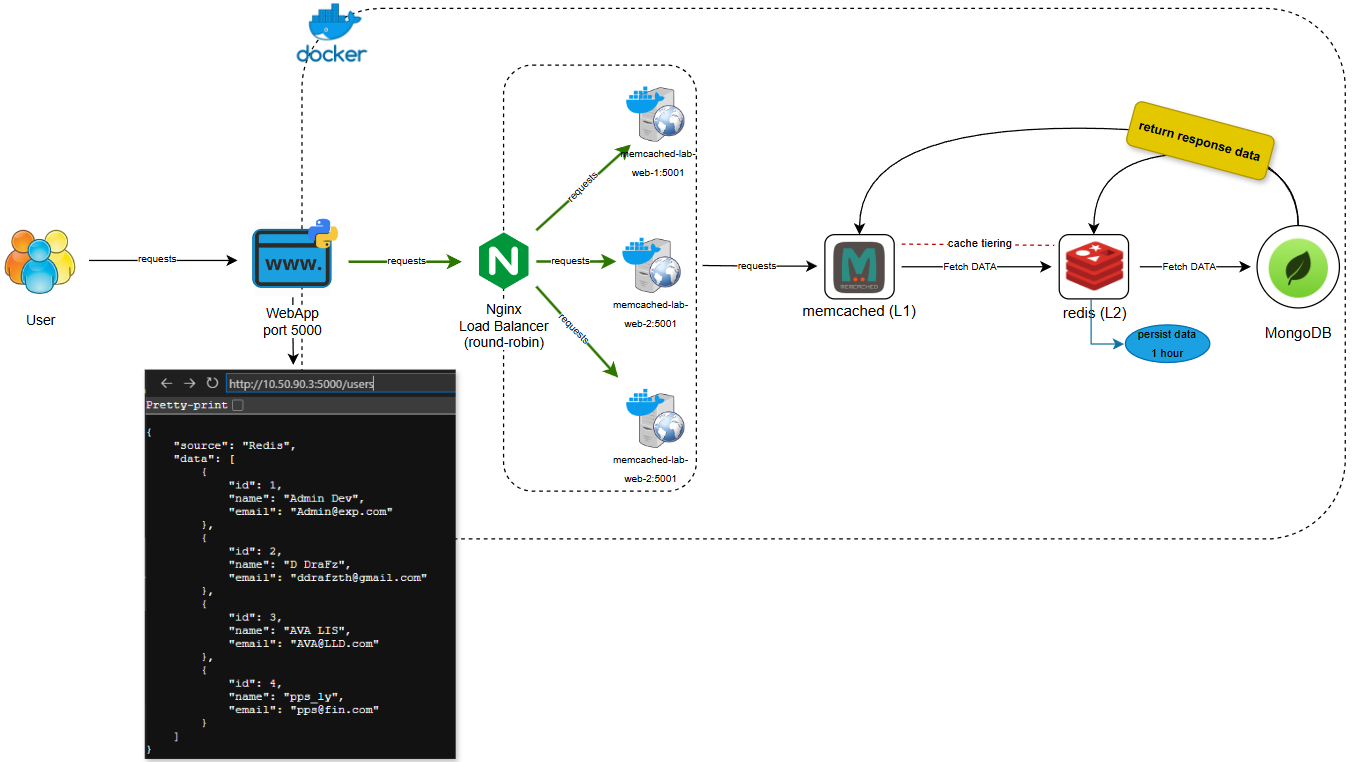 docker
return response data
memcached-lab-
web-1:5001
requests
cache tiering
www.
requests
requests
requests
requests
Fetch DATA
Fetch DATA
MEMCACHED
memcached-lab-
web-2:5001
User
WebApp
port 5000
Nginx
Load Balancer
(round-robin)
requests
memcached (L1)
redis (L2)
MongoDB
persist data
1 hour
memcached-lab-
web-2:5001
http://10.50.90.3:5000/users
Pretty-print
{
"source": "Redis",
"data": [
{
"id": 1,
"name": "Admin Dev",
"email": "Admin@exp.com"
},
{
"id": 2,
"name": "D DraFz",
"email": "ddrafzth@gmail.com"
},
{
"id": 3,
"name": "AVA LIS",
"email": "AVA@LLD.com"
},
{
"id": 4,
"name": "pps_ly",
"email": "pps@fin.com"
}
]
}